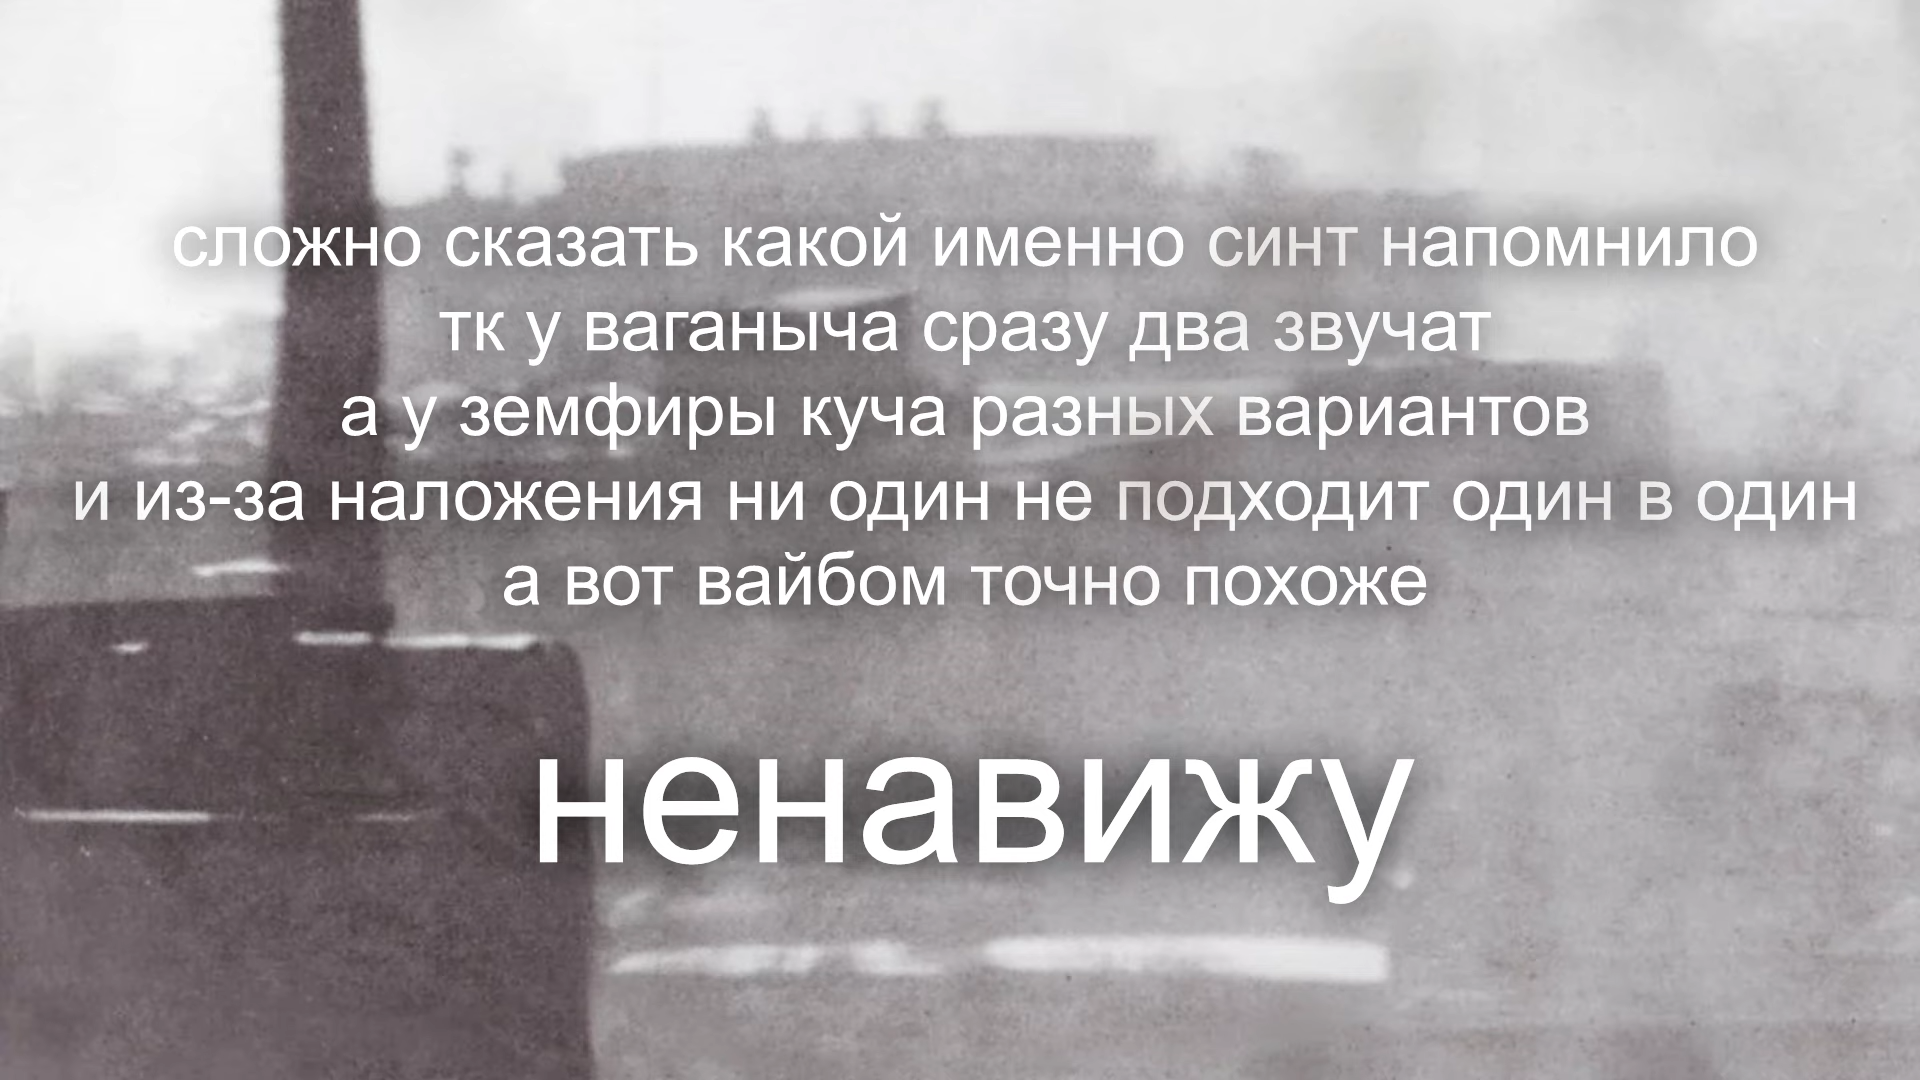 сложно сказать какой именно синт напомнило
тк у ваганыча сразу два звучат
а у земфиры куча разных вариантов
и из-за наложения ни один не подходит один в один
а вот вайбом точно похоже
ненавижу